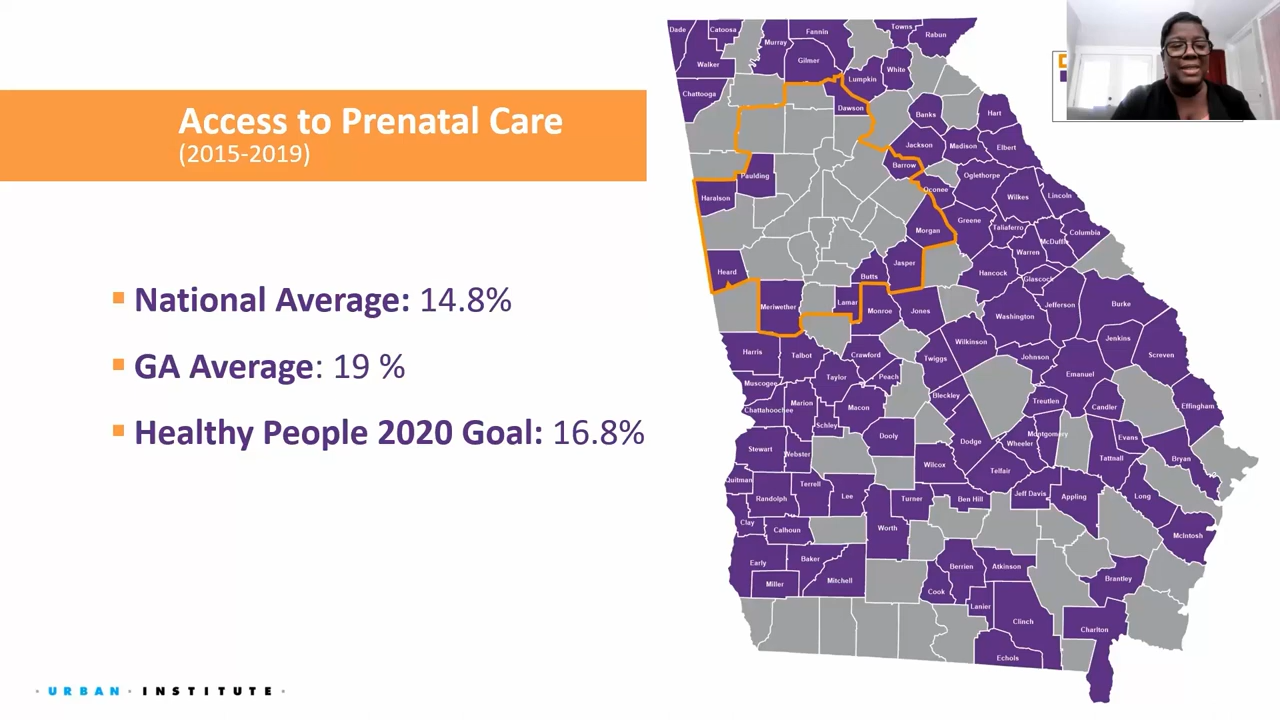 Access to Prenatal Care
(2015-2019)
National Average: 14.8%
GA Average: 19 %
Healthy People 2020 Goal: 16.8%
· URBAN · INSTITUTE ·
Dade
Catoosa
Fannin
Towns
Rabun
Murray
Walker
Gilmer
White
Lumpkin
Chattooga
Dawson
Banks
Hart
Jackson
Madison
Elbert
Barrow
Paulding
Oglethorpe
Oconee
Haralson
Wilkes
Lincoln
Greene
Taliaferro
Morgan
Columbia
McDuffie
Warren
Heard
Butts
Jasper
Hancock
Glascock
Meriwether
Lamar
Monroe
Jones
Jefferson
Burke
Washington
Jenkins
Wilkinson
Harris
Talbot
Crawford
Twiggs
Johnson
Screven
Taylor
Peach
Emanuel
Muscogee
Bleckley
Treutlen
Marion
Macon
Candler
Effingham
Chattahoochee
Schley
Dooly
Dodge
Montgomery
Wheeler
Evans
Stewart
Webster
Wilcox
Telfair
Tattnall
Bryan
Quitman
Terrell
Randolph
Lee
Turner
Ben Hill
Jeff Davis
Appling
Long
Clay
Calhoun
Worth
McIntosh
Early
Baker
Berrien
Atkinson
Miller
Mitchell
Brantley
Cook
Lanier
Clinch
Charlton
Echols